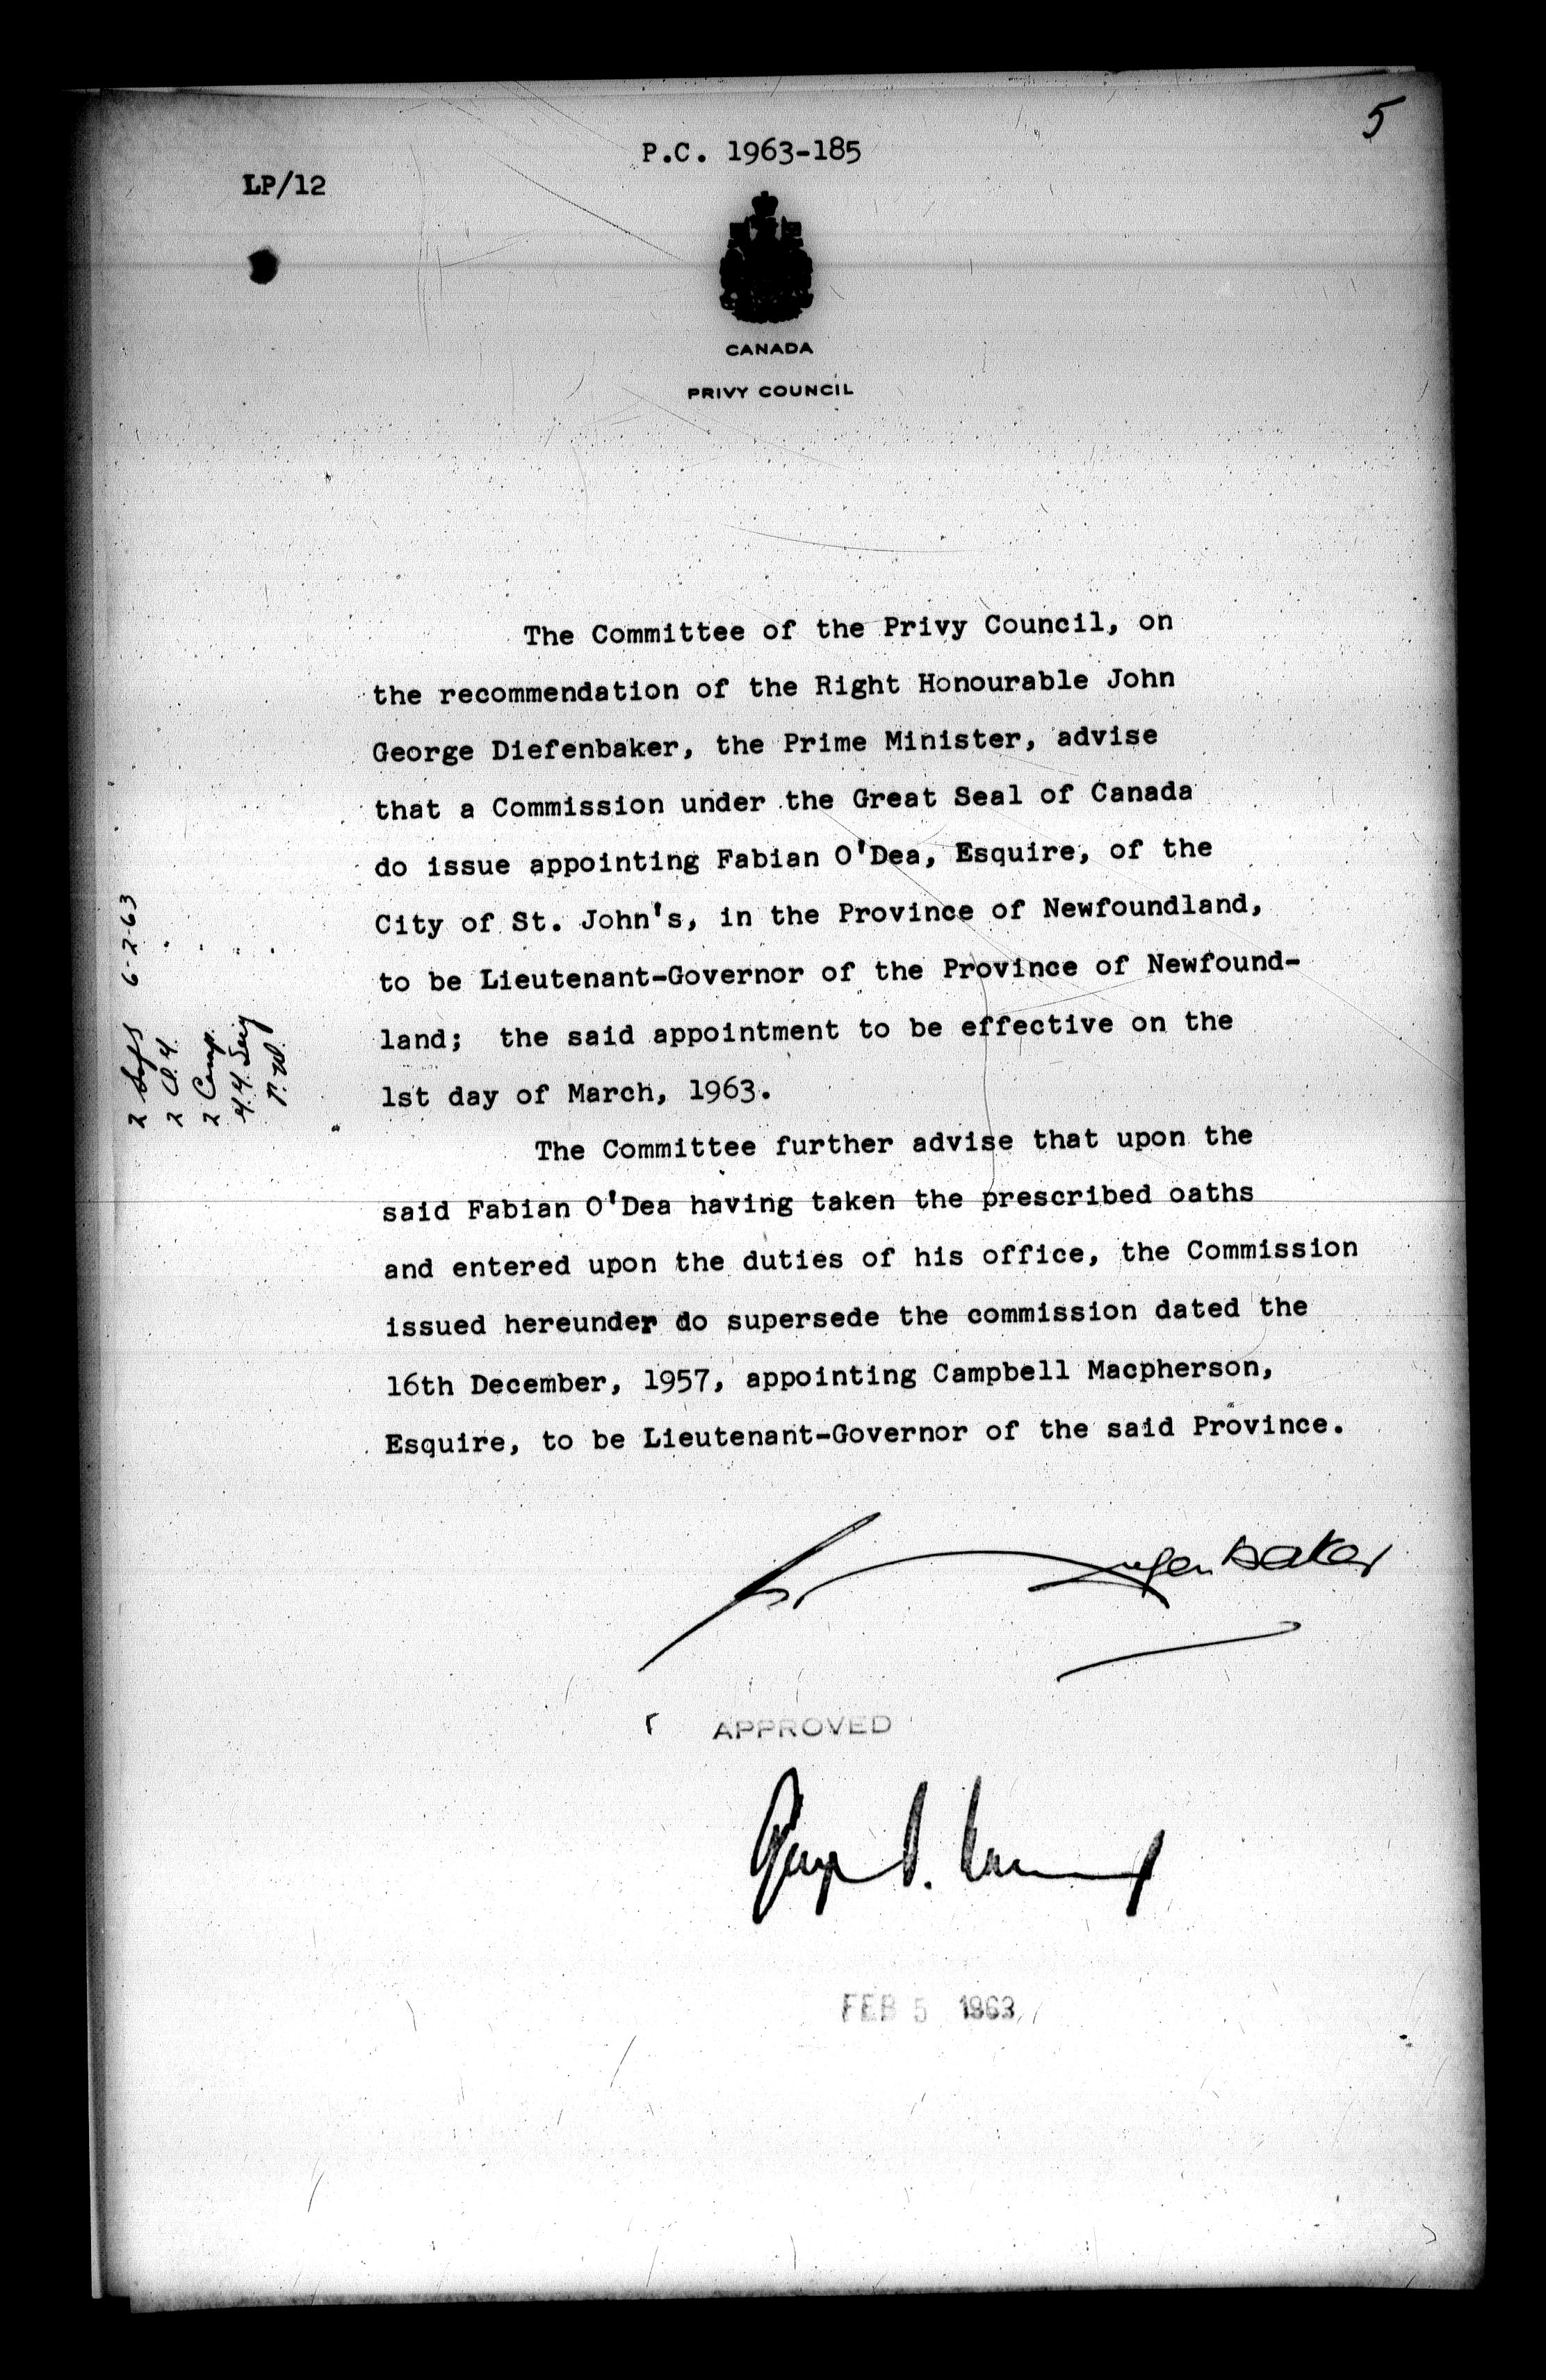 5
P.C. 1963-185
LP/12
CANADA
PRIVY COUNCIL
The Committee of the Privy Council, on
the recommendation of the Right Honourable John
George Diefenbaker, the Prime Minister, advise
that a Commission under the Great Seal of Canada
do issue appointing Fabian O'Dea, Esquire, of the
City of St. John's, in the Province of Newfoundland,
to be Lieutenant-Governor of the Province of Newfound-
land; the said appointment to be effective on the
1st day of March, 1963.
The Committee further advise that upon the
said Fabian O'Dea having taken the prescribed oaths
and entered upon the duties of his office, the Commission
issued hereunder do supersede the commission dated the
16th December, 1957, appointing Campbell Macpherson,
Esquire, to be Lieutenant-Governor of the said Province.
APPROVED
FEB 5 1963
6-2-63